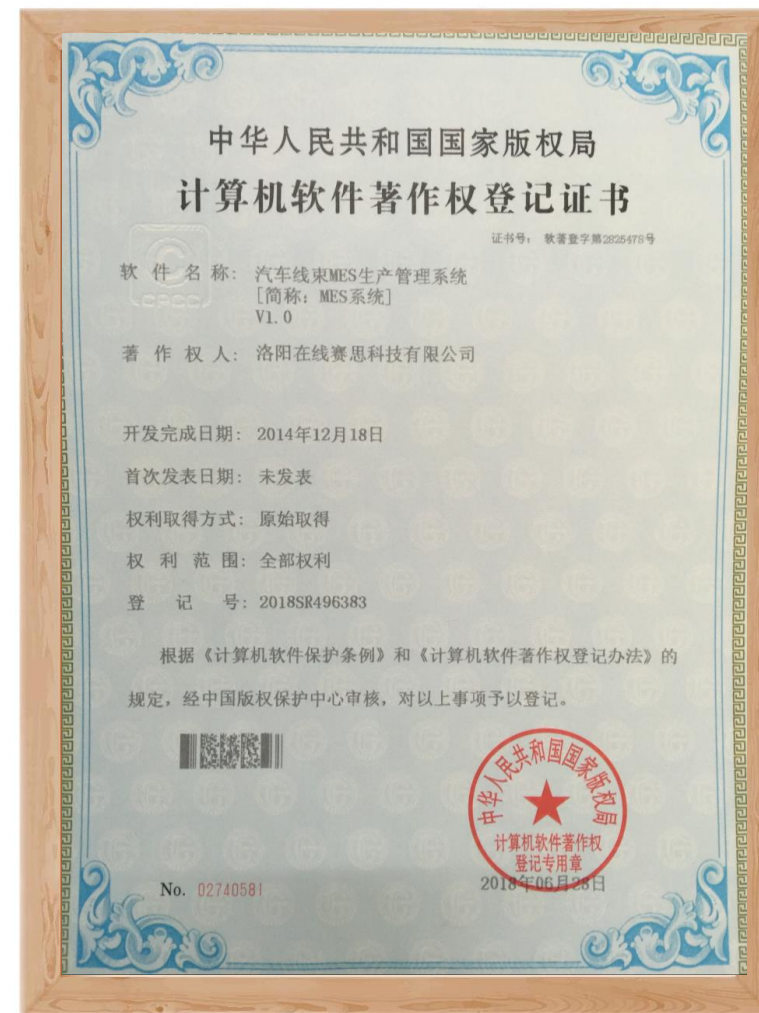 中华人民共和国国家版权局
计算机软件著作权登记证书
证书号： 软著登字第2825478号
CPCC
软件名称： 汽车线束MES生产管理系统
[简称：MES系统]
V1.0
著作权人： 洛阳在线赛思科技有限公司
开发完成日期： 2014年12月18日
首次发表日期： 未发表
权利取得方式： 原始取得
权利范围： 全部权利
登记号： 2018SR496383
根据《计算机软件保护条例》和《计算机软件著作权登记办法》的
规定，经中国版权保护中心审核，对以上事项予以登记。
中华人民共和国国家版权局
计算机软件著作权
登记专用章
No. 02740581
2018年06月28日